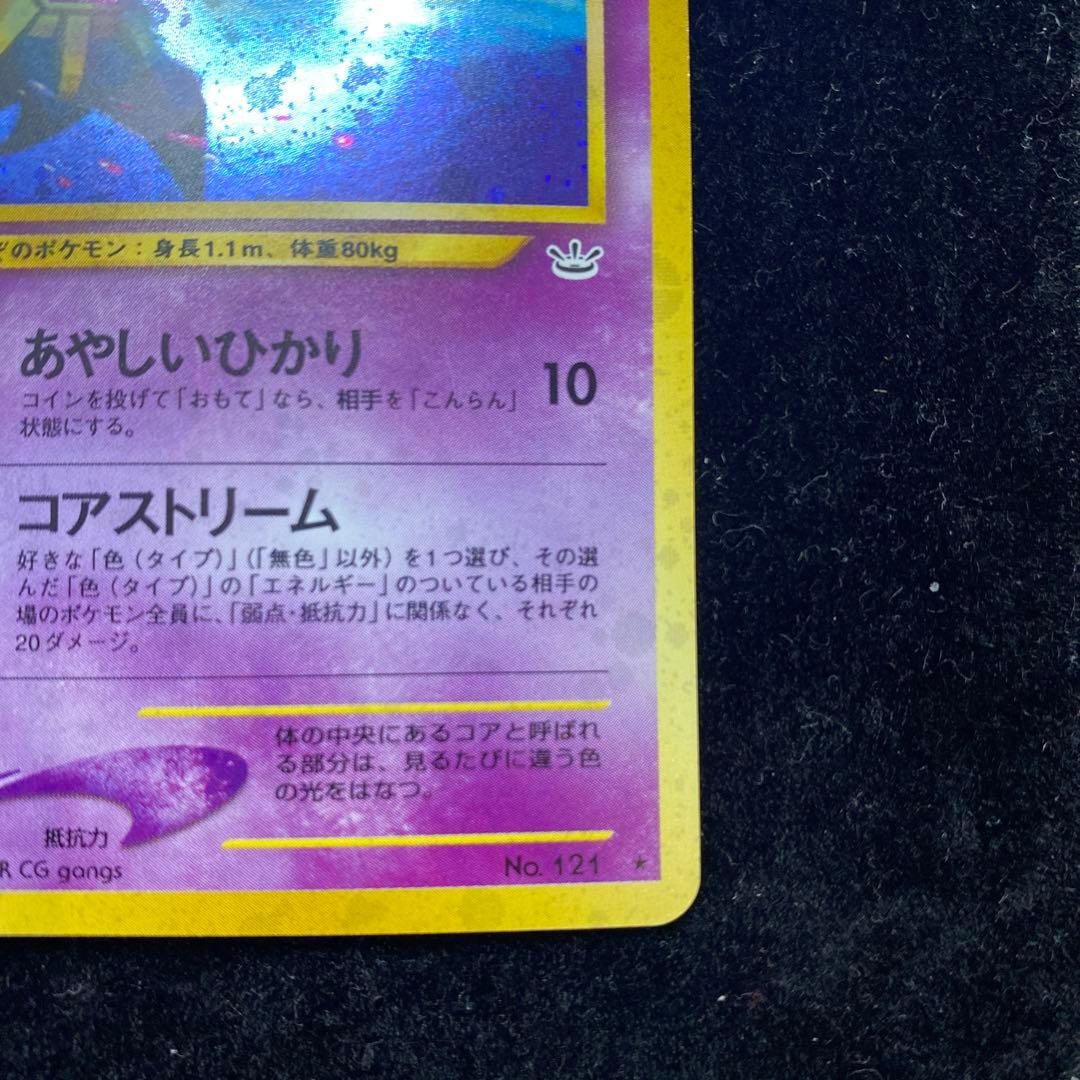 のポケモン：身長1.1m、体重80kg
あやしいひかり 10
コインを投げて「おもて」なら、相手を「こんらん」
状態にする。
コアストリーム
好きな「色（タイプ）」（「無色」以外）を1つ選び、その選
んだ「色（タイプ）」の「エネルギー」のついている相手の
場のポケモン全員に、「弱点・抵抗力」に関係なく、それぞれ
20ダメージ。
体の中央にあるコアと呼ばれ
る部分は、見るたびに違う色
の光をはなつ。
抵抗力
R CG gangs
No. 121 ★